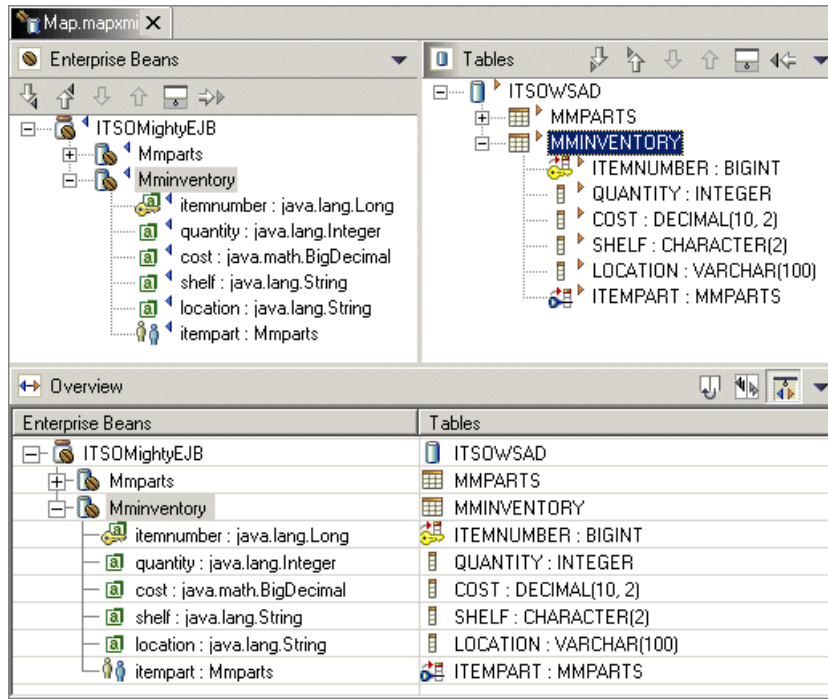 Map.mapxmi
Enterprise Beans
ITSOMightyEJB
Mmparts
Mminventory
itemnumber : java.lang.Long
quantity : java.lang.Integer
cost : java.math.BigDecimal
shelf : java.lang.String
location : java.lang.String
itempart : Mmparts
Tables
ITSOWSAD
MMPARTS
MMINVENTORY
ITEMNUMBER : BIGINT
QUANTITY : INTEGER
COST : DECIMAL(10, 2)
SHELF : CHARACTER(2)
LOCATION : VARCHAR(100)
ITEMPART : MMPARTS
Overview
Enterprise Beans Tables
ITSOMightyEJB ITSOWSAD
Mmparts MMPARTS
Mminventory MMINVENTORY
itemnumber : java.lang.Long ITEMNUMBER : BIGINT
quantity : java.lang.Integer QUANTITY : INTEGER
cost : java.math.BigDecimal COST : DECIMAL(10, 2)
shelf : java.lang.String SHELF : CHARACTER(2)
location : java.lang.String LOCATION : VARCHAR(100)
itempart : Mmparts ITEMPART : MMPARTS